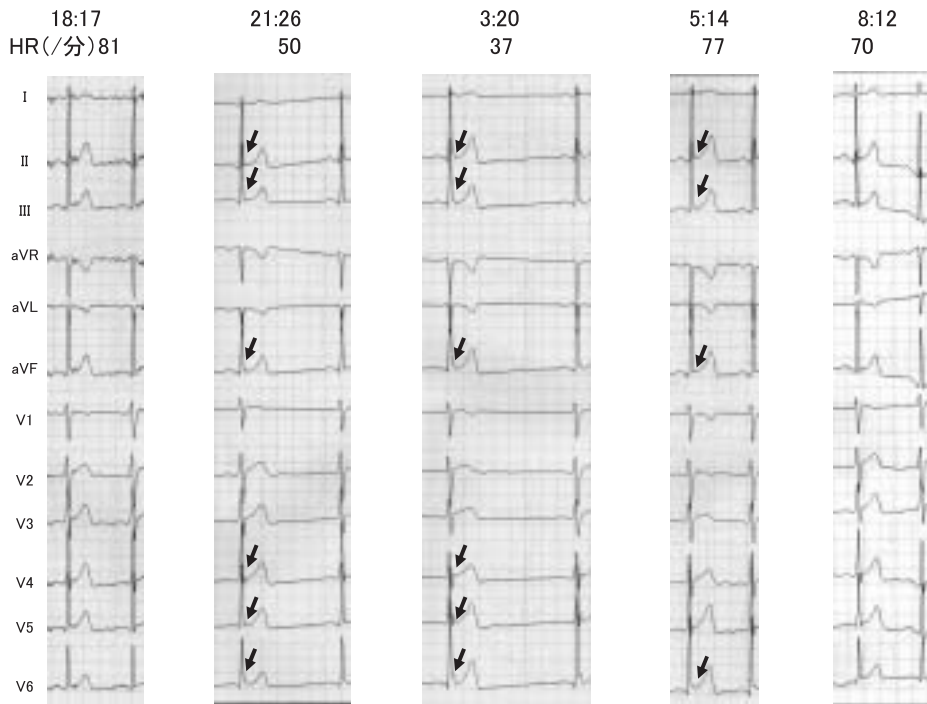 18:17 21:26 3:20 5:14 8:12
HR(/分)81 50 37 77 70
I
II
III
aVR
aVL
aVF
V1
V2
V3
V4
V5
V6